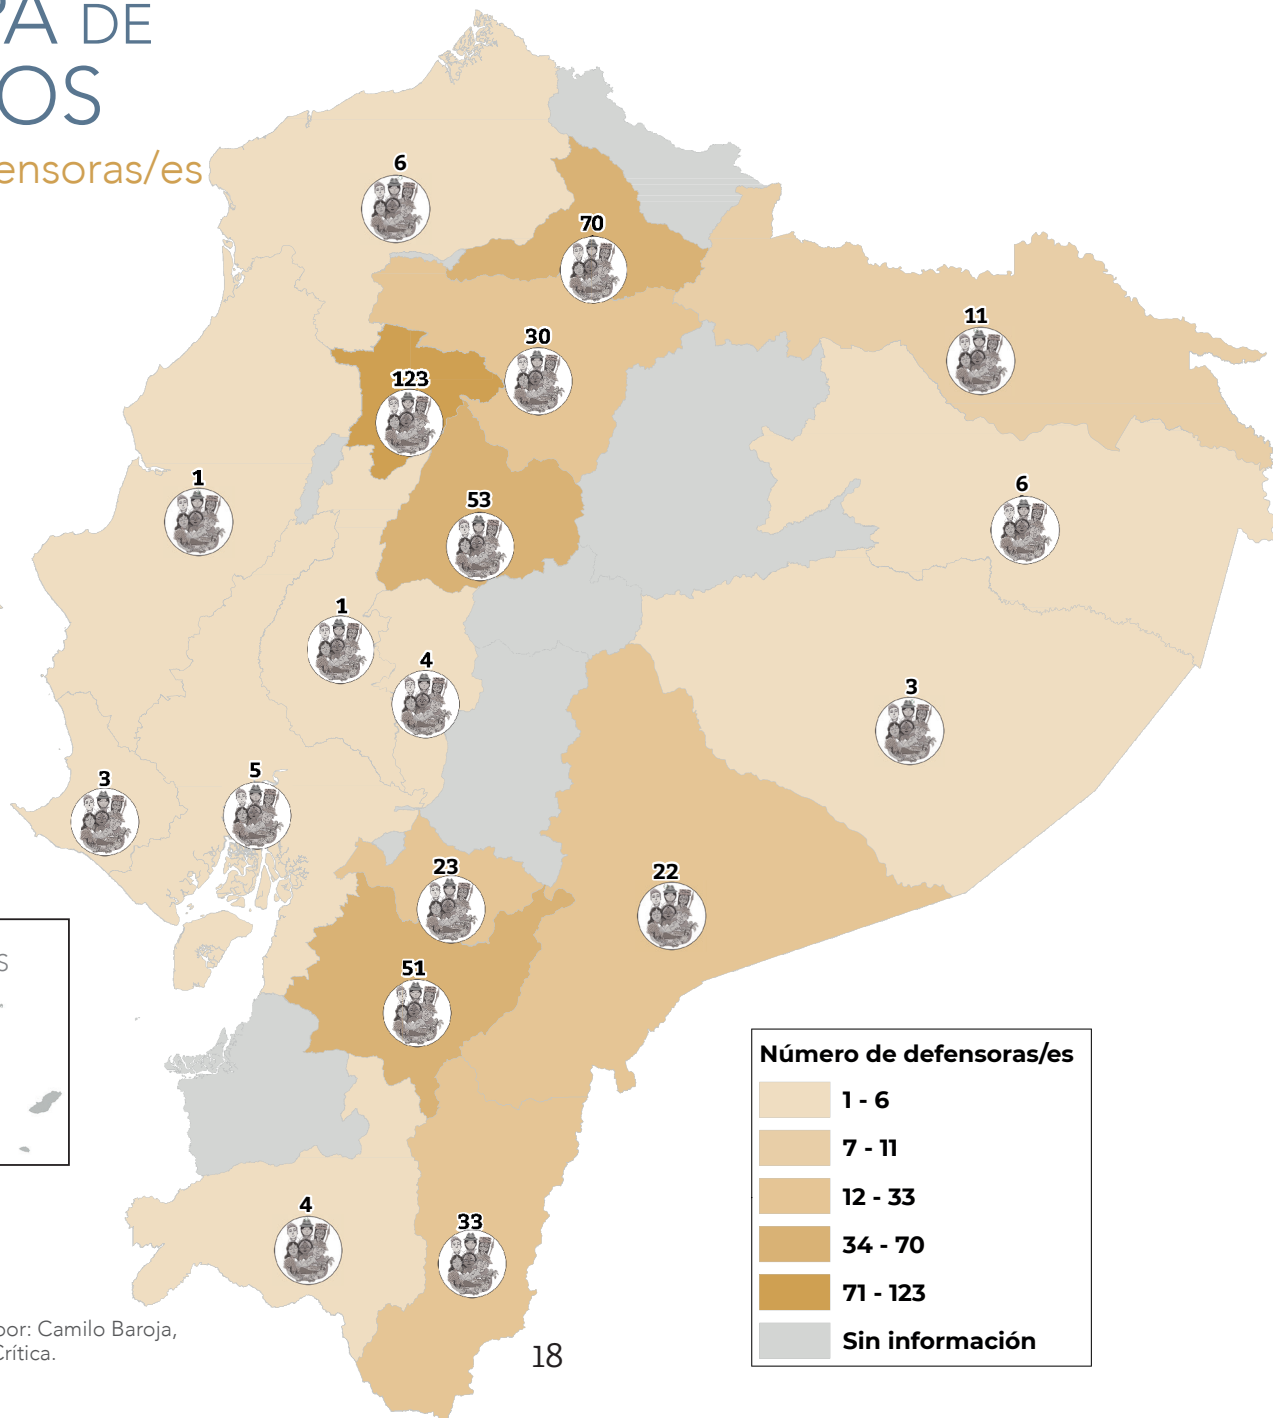 PA DE
OS
ensoras/es
6
70
11
30
123
1
53
6
1
4
3
3
5
23
22
51
S
4
33
Número de defensoras/es
1 - 6
7 - 11
12 - 33
34 - 70
71 - 123
Sin información
por: Camilo Baroja,
Crítica.
18